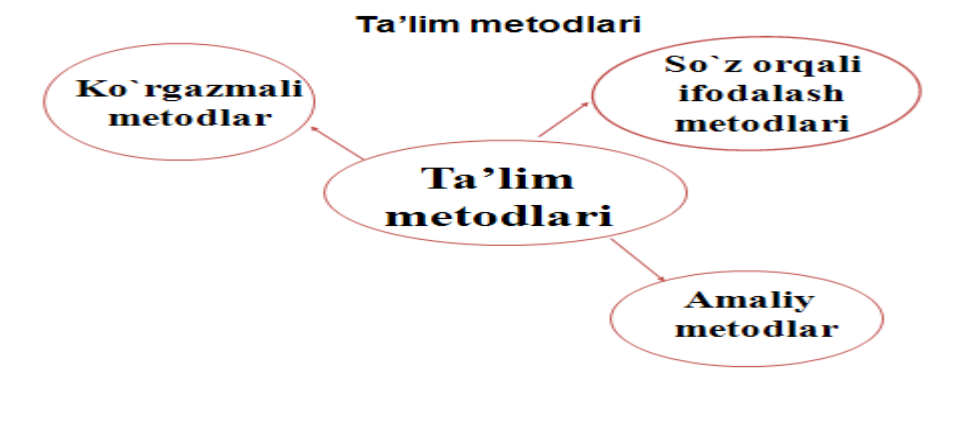 Ta’lim metodlari
Ko`rgazmali
metodlar
So`z orqali
ifodalash
metodlari
Ta’lim
metodlari
Amaliy
metodlar